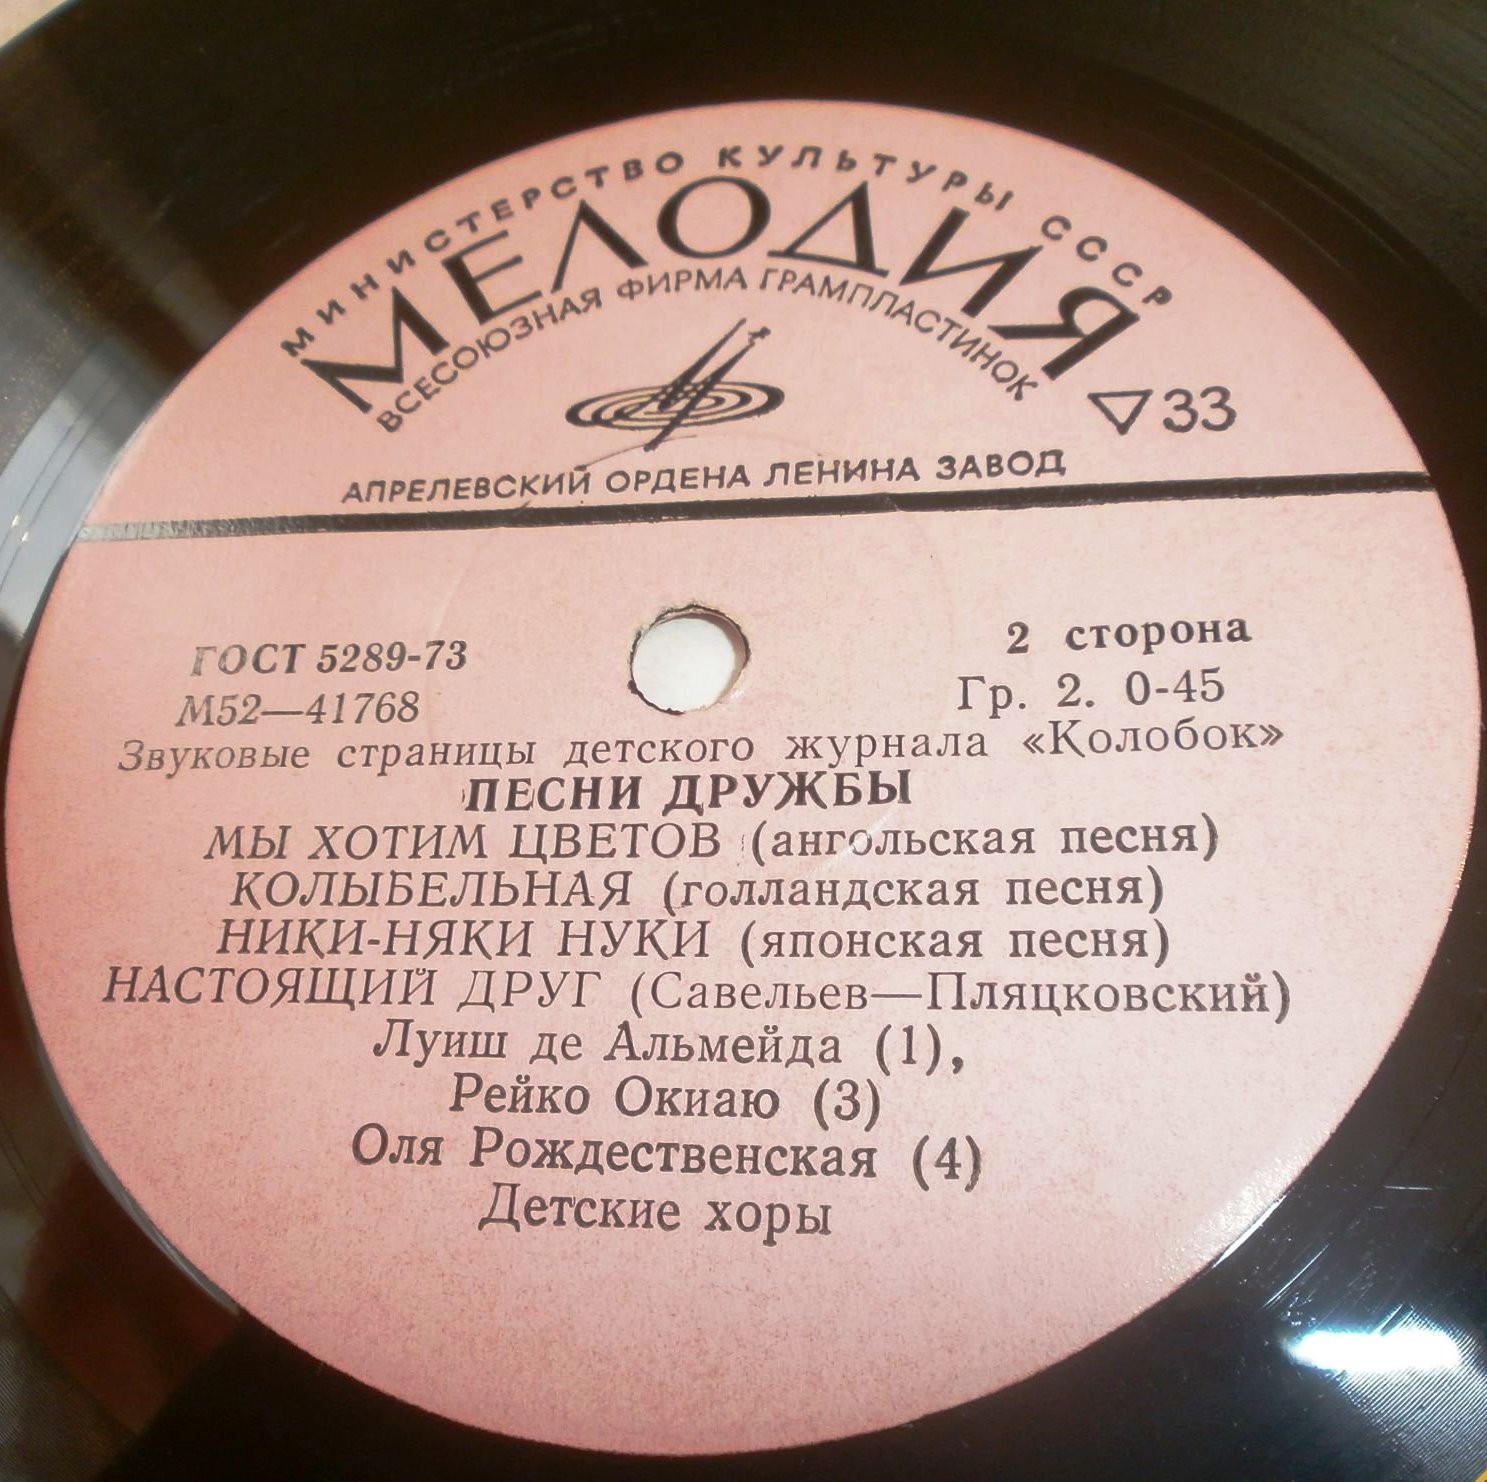 МИНИСТЕРСТВО КУЛЬТУРЫ СССР
МЕЛОДИЯ
ВСЕСОЮЗНАЯ ФИРМА ГРАМПЛАСТИНОК
33
АПРЕЛЕВСКИЙ ОРДЕНА ЛЕНИНА ЗАВОД
ГОСТ 5289-73
2 сторона
М52—41768
Гр. 2. 0-45
Звуковые страницы детского журнала «Колобок»
ПЕСНИ ДРУЖБЫ
МЫ ХОТИМ ЦВЕТОВ (ангольская песня)
КОЛЫБЕЛЬНАЯ (голландская песня)
НИКИ-НЯКИ НУКИ (японская песня)
НАСТОЯЩИЙ ДРУГ (Савельев—Пляцковский)
Луиш де Альмейда (1),
Рейко Окиаю (3)
Оля Рождественская (4)
Детские хоры